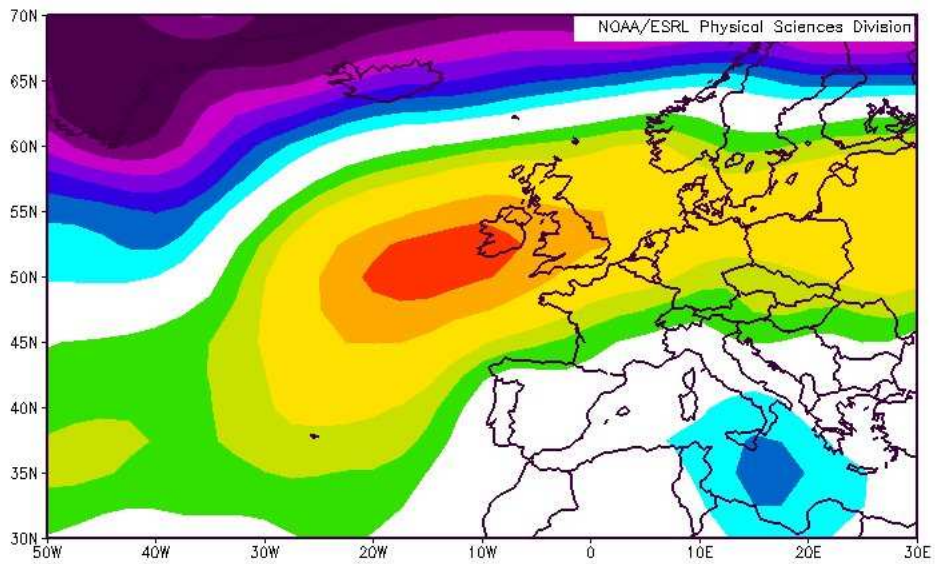 NOAA/ESRL Physical Sciences Division
70N
65N
60N
55N
50N
45N
40N
35N
30N
50W 40W 30W 20W 10W 0 10E 20E 30E